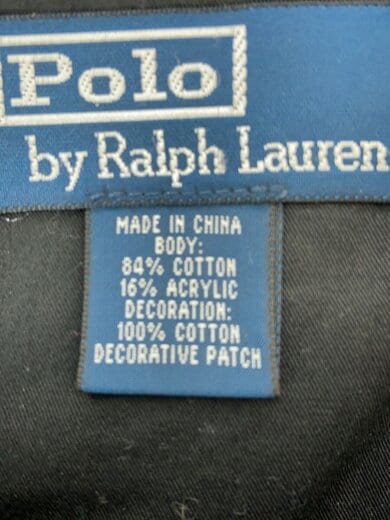 Polo
by Ralph Lauren
MADE IN CHINA
BODY:
84% COTTON
16% ACRYLIC
DECORATION:
100% COTTON
DECORATIVE PATCH